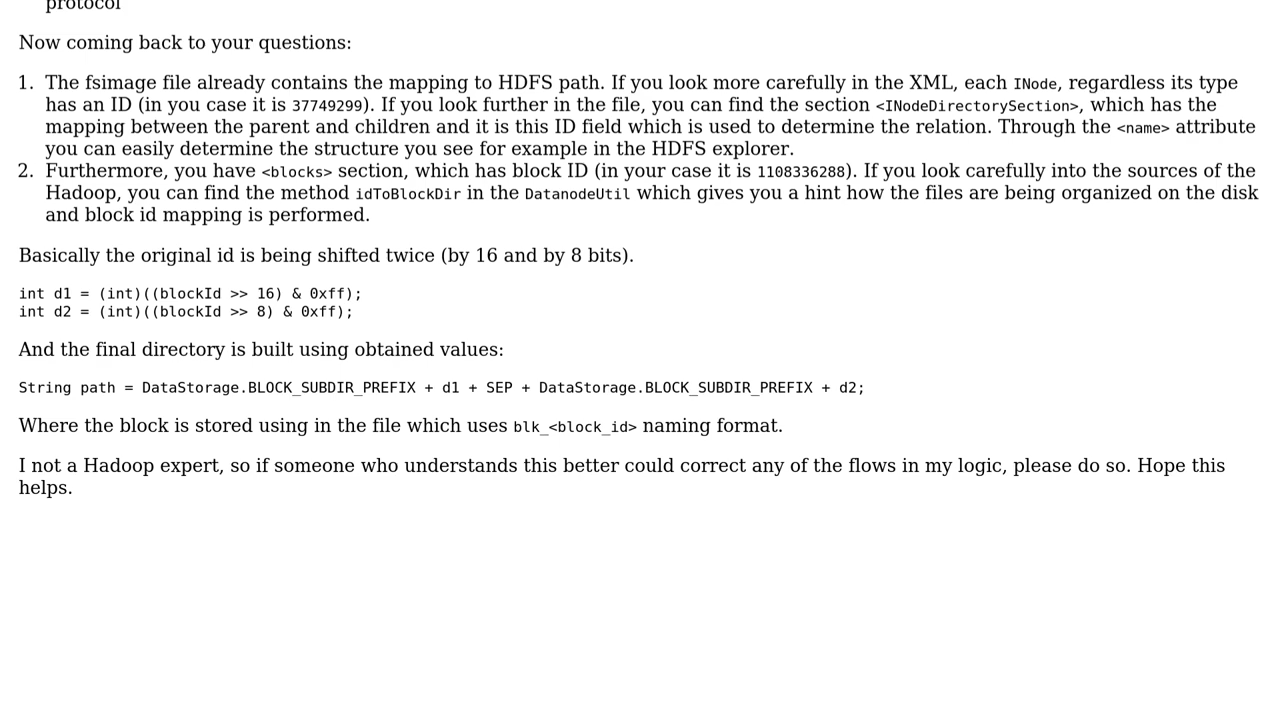 protocol
Now coming back to your questions:
1. The fsimage file already contains the mapping to HDFS path. If you look more carefully in the XML, each INode, regardless its type
has an ID (in you case it is 37749299). If you look further in the file, you can find the section <INodeDirectorySection>, which has the
mapping between the parent and children and it is this ID field which is used to determine the relation. Through the <name> attribute
you can easily determine the structure you see for example in the HDFS explorer.
2. Furthermore, you have <blocks> section, which has block ID (in your case it is 1108336288). If you look carefully into the sources of the
Hadoop, you can find the method idToBlockDir in the DatanodeUtil which gives you a hint how the files are being organized on the disk
and block id mapping is performed.
Basically the original id is being shifted twice (by 16 and by 8 bits).
int d1 = (int)((blockId >> 16) & 0xff);
int d2 = (int)((blockId >> 8) & 0xff);
And the final directory is built using obtained values:
String path = DataStorage.BLOCK_SUBDIR_PREFIX + d1 + SEP + DataStorage.BLOCK_SUBDIR_PREFIX + d2;
Where the block is stored using in the file which uses blk_<block_id> naming format.
I not a Hadoop expert, so if someone who understands this better could correct any of the flows in my logic, please do so. Hope this
helps.